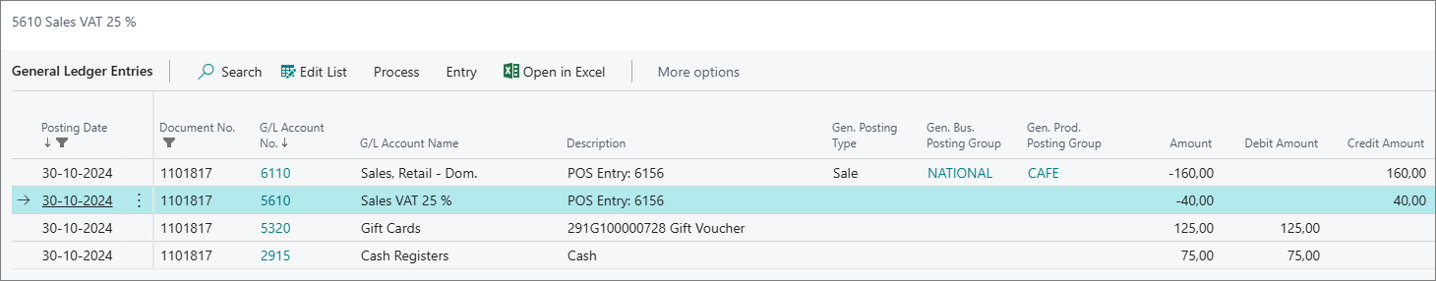 5610 Sales VAT 25 %
General Ledger Entries Search Edit List Process Entry Open in Excel More options
Posting Date Document No. G/L Account No. G/L Account Name Description Gen. Posting Type Gen. Bus. Posting Group Gen. Prod. Posting Group Amount Debit Amount Credit Amount
30-10-2024 1101817 6110 Sales, Retail - Dom. POS Entry: 6156 Sale NATIONAL CAFE -160,00 160,00
30-10-2024 1101817 5610 Sales VAT 25 % POS Entry: 6156 -40,00 40,00
30-10-2024 1101817 5320 Gift Cards 291G100000728 Gift Voucher 125,00 125,00
30-10-2024 1101817 2915 Cash Registers Cash 75,00 75,00